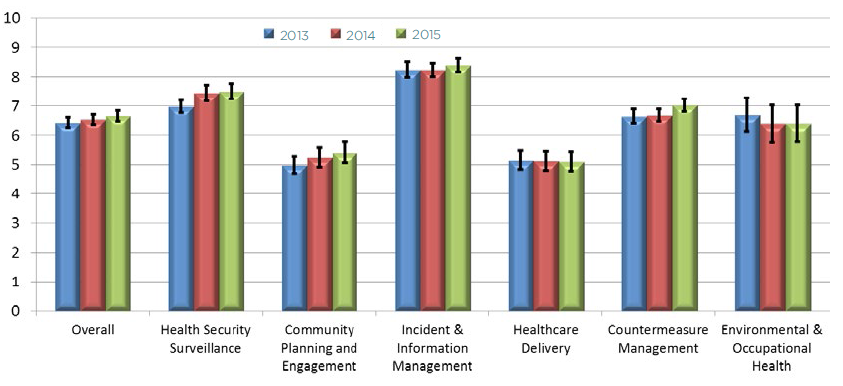 10
2013 2014 2015
9
8
7
6
5
4
3
2
1
0
Overall
Health Security
Surveillance
Community
Planning and
Engagement
Incident &
Information
Management
Healthcare
Delivery
Countermeasure
Management
Environmental &
Occupational
Health